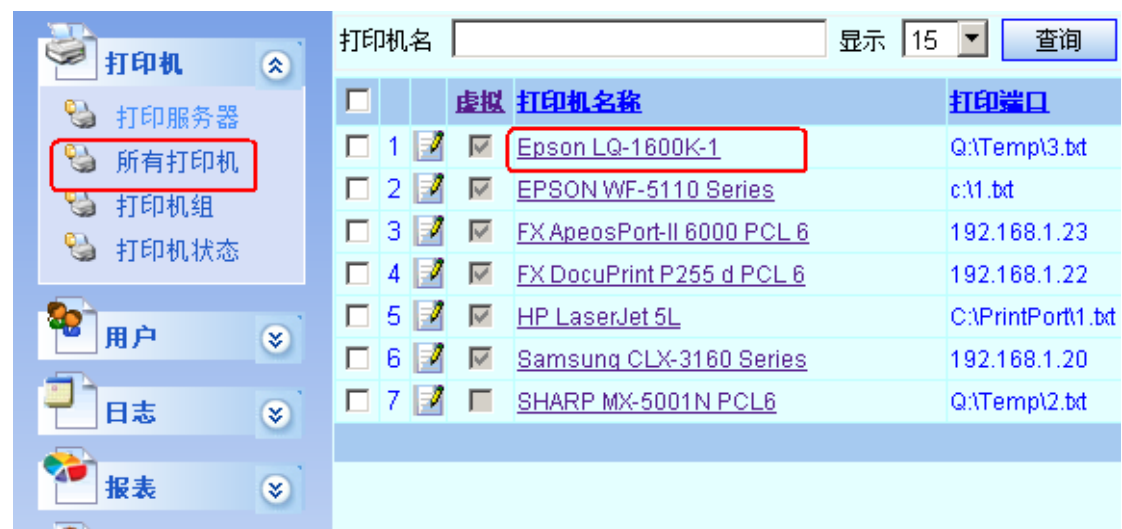 打印机
打印服务器
所有打印机
打印机组
打印机状态
用户
日志
报表
打印机名 显示 15 查询
虚拟 打印机名称 打印端口
1 Epson LQ-1600K-1 Q:\Temp\3.txt
2 EPSON WF-5110 Series c:\1.txt
3 FX ApeosPort-II 6000 PCL 6 192.168.1.23
4 FX DocuPrint P255 d PCL 6 192.168.1.22
5 HP LaserJet 5L C:\PrintPort\1.txt
6 Samsung CLX-3160 Series 192.168.1.20
7 SHARP MX-5001N PCL6 Q:\Temp\2.txt